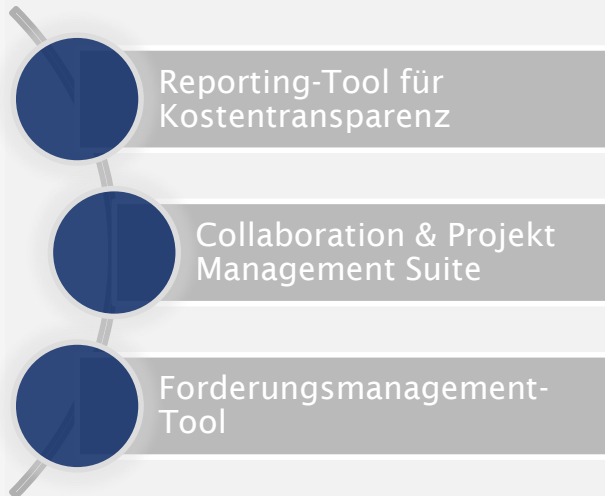 Reporting-Tool für
Kostentransparenz
Collaboration & Projekt
Management Suite
Forderungsmanagement-
Tool